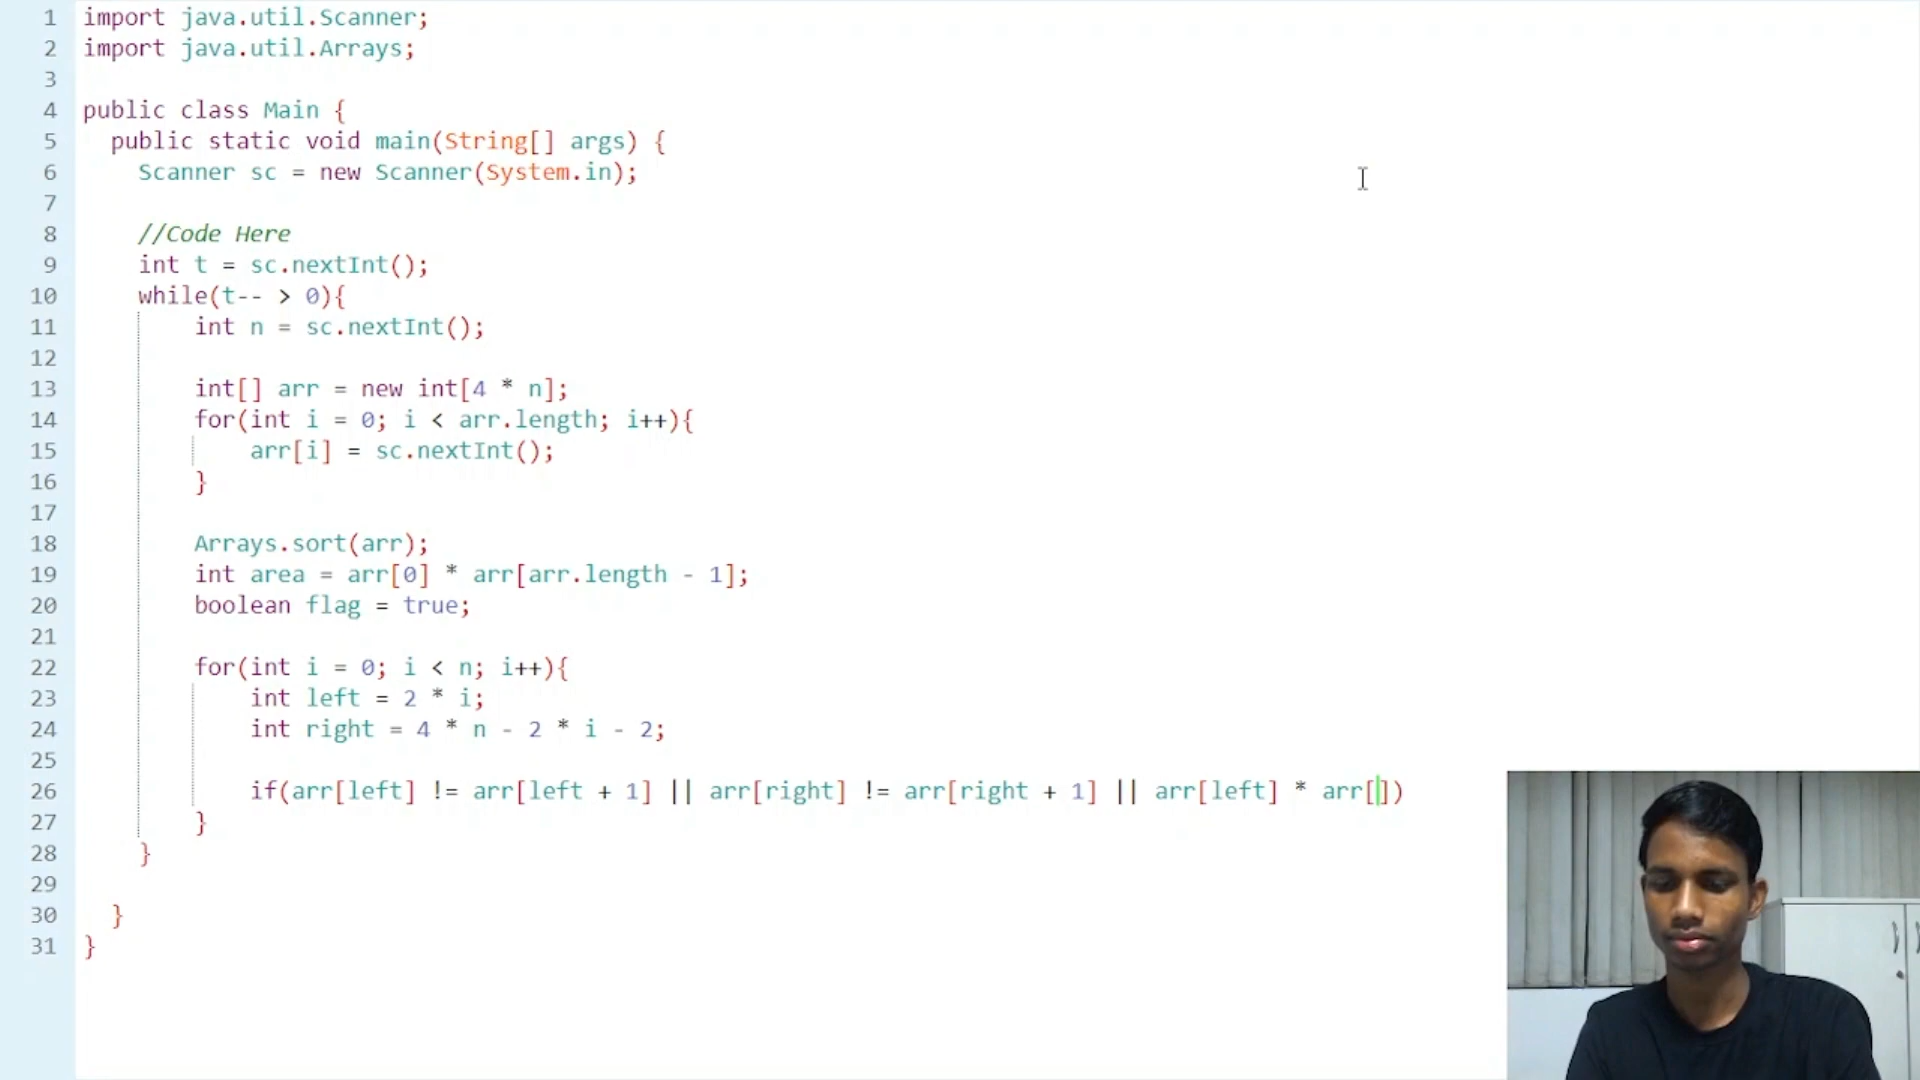 1 import java.util.Scanner;
2 import java.util.Arrays;
3
4 public class Main {
5 public static void main(String[] args) {
6 Scanner sc = new Scanner(System.in);
7
8 //Code Here
9 int t = sc.nextInt();
10 while(t-- > 0){
11 int n = sc.nextInt();
12
13 int[] arr = new int[4 * n];
14 for(int i = 0; i < arr.length; i++){
15 arr[i] = sc.nextInt();
16 }
17
18 Arrays.sort(arr);
19 int area = arr[0] * arr[arr.length - 1];
20 boolean flag = true;
21
22 for(int i = 0; i < n; i++){
23 int left = 2 * i;
24 int right = 4 * n - 2 * i - 2;
25
26 if(arr[left] != arr[left + 1] || arr[right] != arr[right + 1] || arr[left] * arr[])
27 }
28 }
29
30 }
31 }